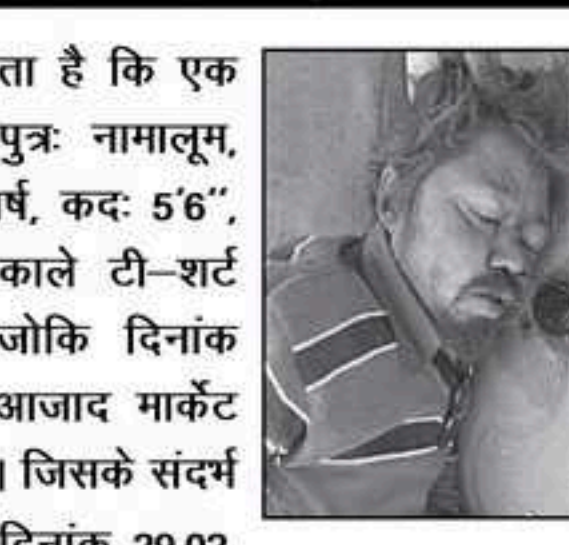 ता है कि एक
पुत्रः नामालूम,
र्ष, कदः 5'6",
काले टी–शर्ट
जोकि दिनांक
आजाद मार्केट
। जिसके संदर्भ
दिनांक